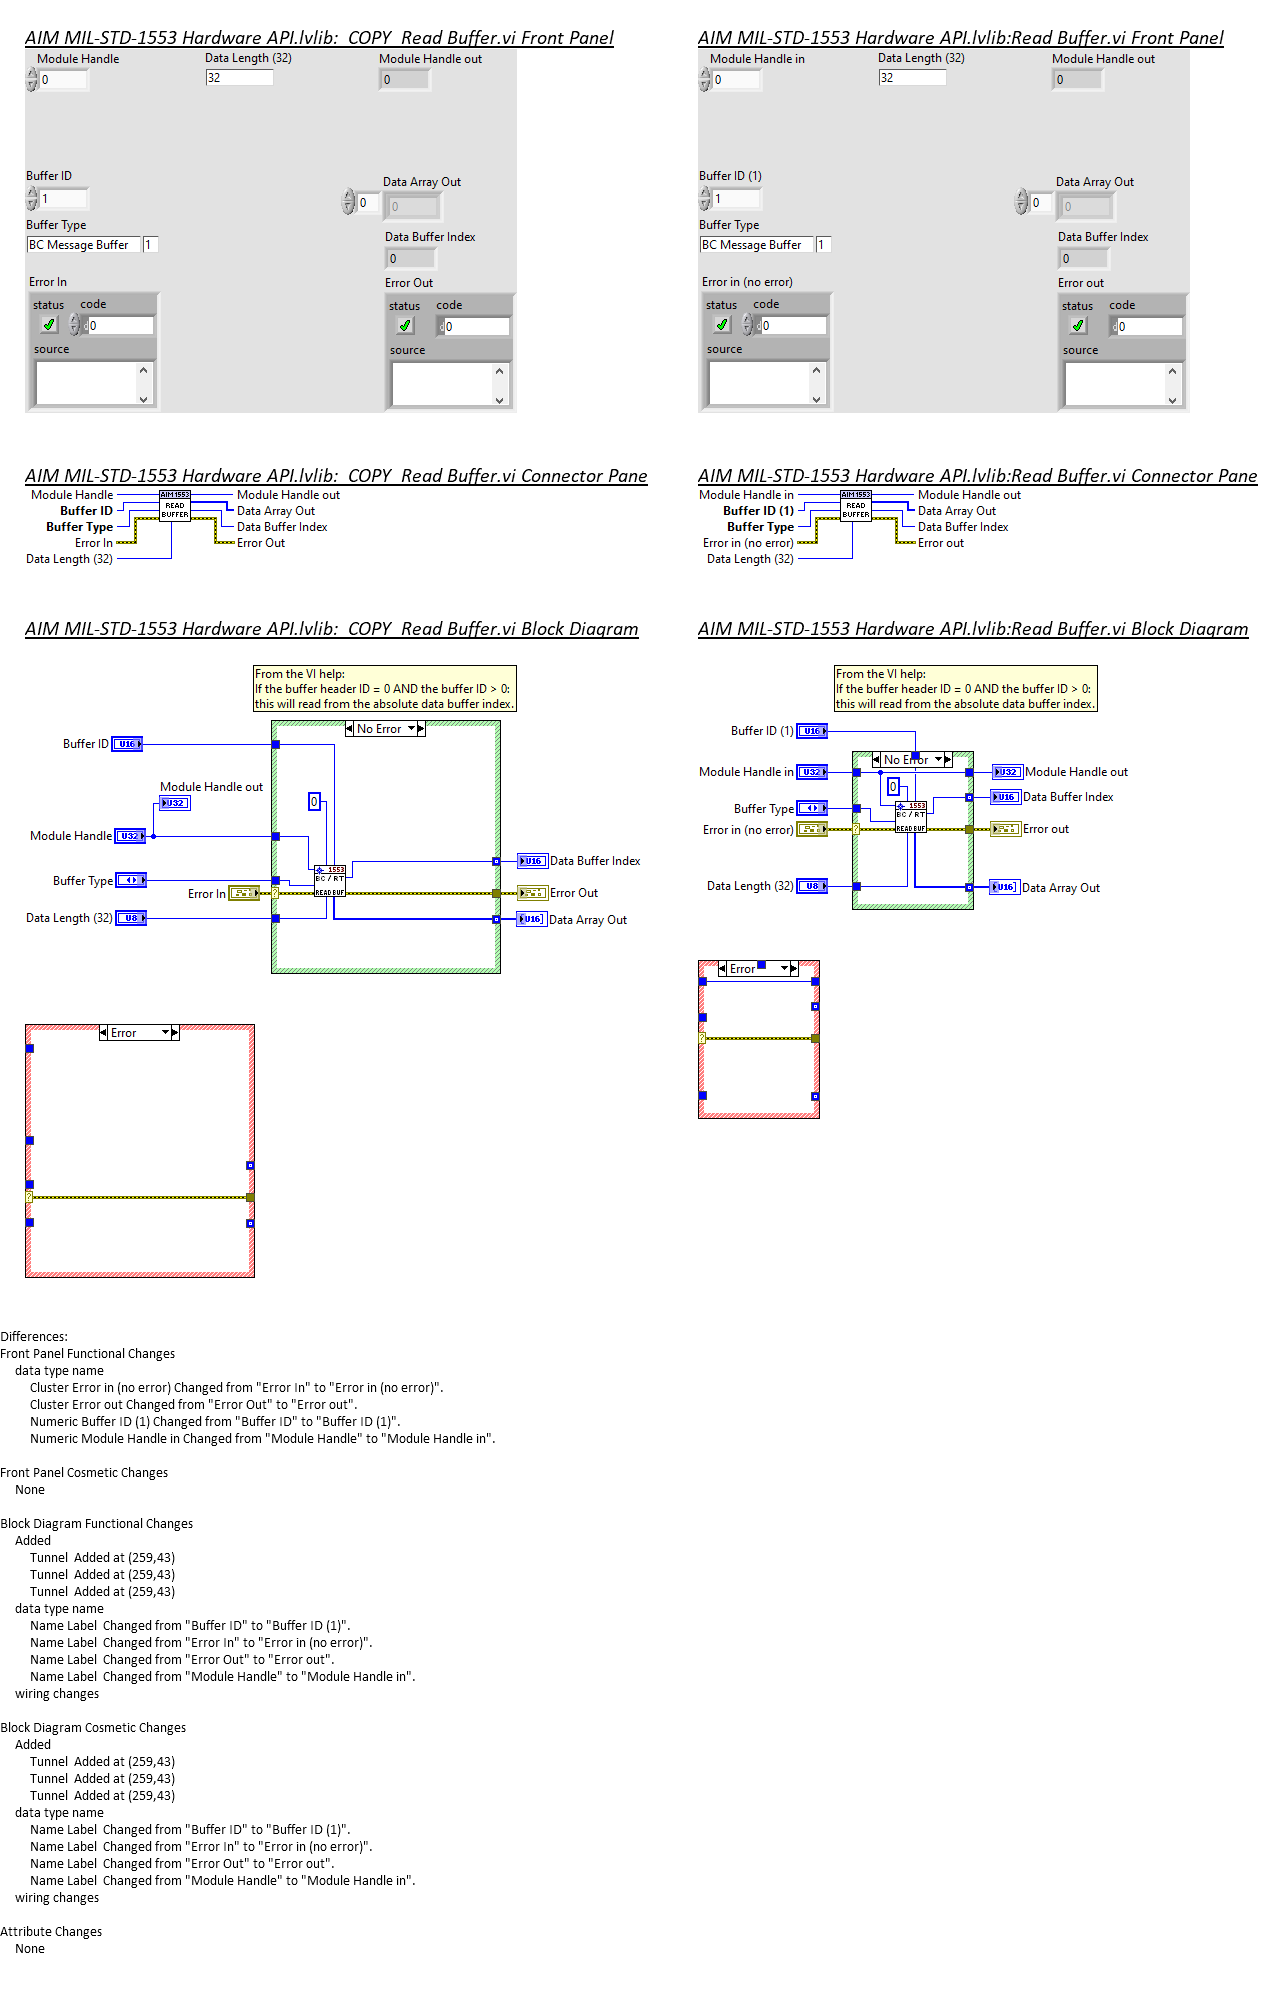 AIM MIL-STD-1553 Hardware API.lvlib:  COPY  Read Buffer.vi Front Panel
Module Handle
Data Length (32)
Module Handle out
0
32
0
Buffer ID
Data Array Out
1
0
0
Buffer Type
BC Message Buffer
1
Data Buffer Index
0
Error In
Error Out
status
code
status
code
d0
d0
source
source
AIM MIL-STD-1553 Hardware API.lvlib:Read Buffer.vi Front Panel
Module Handle in
Data Length (32)
Module Handle out
0
32
0
Buffer ID (1)
Data Array Out
1
0
0
Buffer Type
BC Message Buffer
1
Data Buffer Index
0
Error in (no error)
Error out
status
code
status
code
d0
d0
source
source
AIM MIL-STD-1553 Hardware API.lvlib:  COPY  Read Buffer.vi Connector Pane
Module Handle
AIM1553
Module Handle out
Buffer ID
READ
Data Array Out
BUFFER
Buffer Type
Data Buffer Index
Error In
Error Out
Data Length (32)
AIM MIL-STD-1553 Hardware API.lvlib:Read Buffer.vi Connector Pane
Module Handle in
AIM1553
Module Handle out
Buffer ID (1)
READ
Data Array Out
BUFFER
Buffer Type
Data Buffer Index
Error in (no error)
Error out
Data Length (32)
AIM MIL-STD-1553 Hardware API.lvlib:  COPY  Read Buffer.vi Block Diagram
From the VI help:
If the buffer header ID = 0 AND the buffer ID > 0:
this will read from the absolute data buffer index.
No Error
Buffer ID
U16
Module Handle out
U32
0
Module Handle
U32
1553
BC / RT
READ BUF
U16
Data Buffer Index
Buffer Type
Error In
?
Error Out
Data Length (32)
U8
U16]
Data Array Out
Error
?
AIM MIL-STD-1553 Hardware API.lvlib:Read Buffer.vi Block Diagram
From the VI help:
If the buffer header ID = 0 AND the buffer ID > 0:
this will read from the absolute data buffer index.
Buffer ID (1)
U16
No Error
Module Handle in
U32
U32
Module Handle out
0
U16
Data Buffer Index
Buffer Type
1553
BC / RT
READ BUF
Error in (no error)
?
Error out
Data Length (32)
U8
U16]
Data Array Out
Error
?
Differences:
Front Panel Functional Changes
data type name
Cluster Error in (no error) Changed from "Error In" to "Error in (no error)".
Cluster Error out Changed from "Error Out" to "Error out".
Numeric Buffer ID (1) Changed from "Buffer ID" to "Buffer ID (1)".
Numeric Module Handle in Changed from "Module Handle" to "Module Handle in".
Front Panel Cosmetic Changes
None
Block Diagram Functional Changes
Added
Tunnel  Added at (259,43)
Tunnel  Added at (259,43)
Tunnel  Added at (259,43)
data type name
Name Label  Changed from "Buffer ID" to "Buffer ID (1)".
Name Label  Changed from "Error In" to "Error in (no error)".
Name Label  Changed from "Error Out" to "Error out".
Name Label  Changed from "Module Handle" to "Module Handle in".
wiring changes
Block Diagram Cosmetic Changes
Added
Tunnel  Added at (259,43)
Tunnel  Added at (259,43)
Tunnel  Added at (259,43)
data type name
Name Label  Changed from "Buffer ID" to "Buffer ID (1)".
Name Label  Changed from "Error In" to "Error in (no error)".
Name Label  Changed from "Error Out" to "Error out".
Name Label  Changed from "Module Handle" to "Module Handle in".
wiring changes
Attribute Changes
None